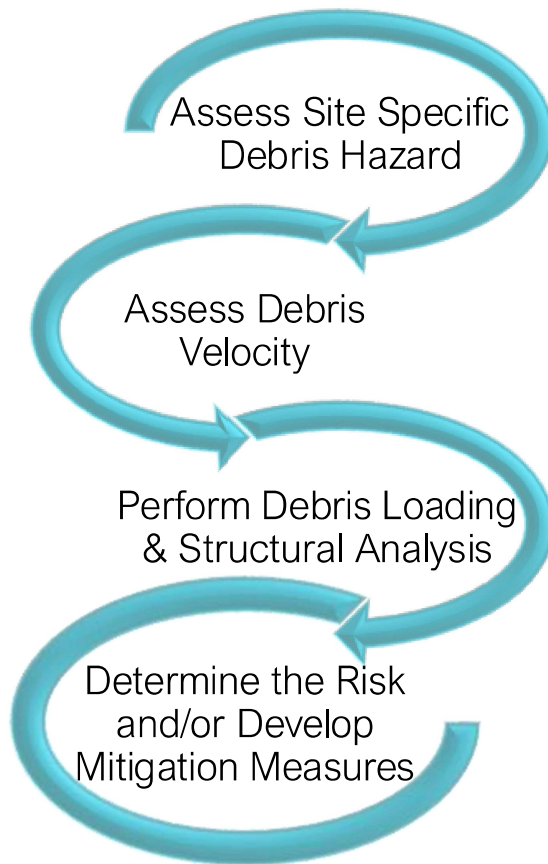 Assess Site Specific
Debris Hazard
Assess Debris
Velocity
Perform Debris Loading
& Structural Analysis
Determine the Risk
and/or Develop
Mitigation Measures